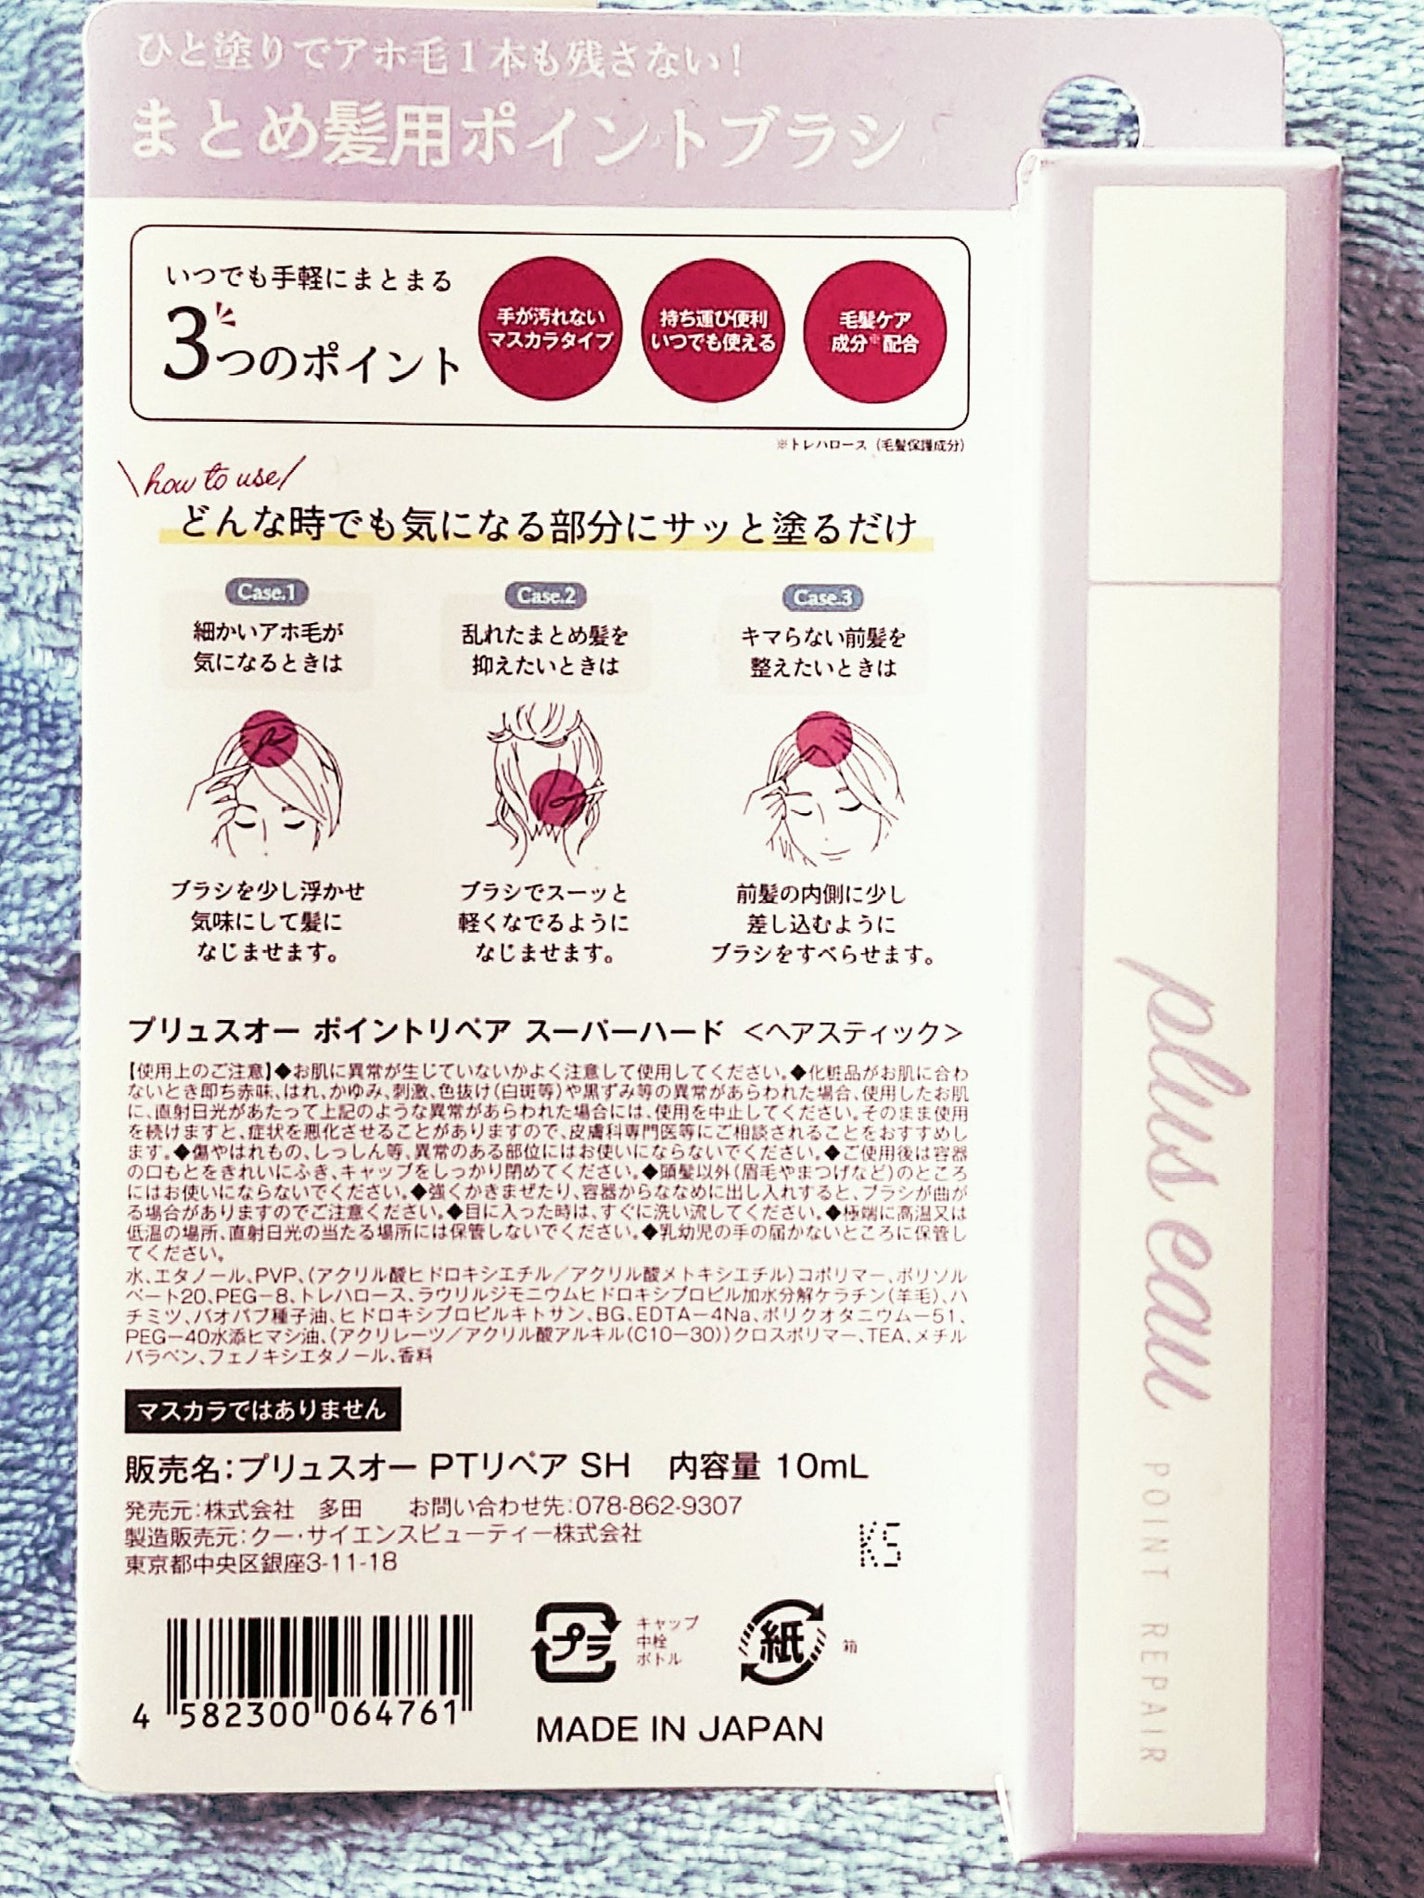 ひと塗りでアホ毛1本も残さない!
まとめ髪用ポイントブラシ
いつでも手軽にまとまる
3つのポイント
手が汚れない
マスカラタイプ
持ち運び便利
いつでも使える
毛髪ケア
成分※配合
※トレハロース(毛髪保護成分)
how to use
どんな時でも気になる部分にサッと塗るだけ
Case.1
細かいアホ毛が
気になるときは
ブラシを少し浮かせ
気味にして髪に
なじませます。
Case.2
乱れたまとめ髪を
抑えたいときは
ブラシでスーッと
軽くなでるように
なじませます。
Case.3
キマらない前髪を
整えたいときは
前髪の内側に少し
差し込むように
ブラシをすべらせます。
プリュスオー ポイントリペア スーパーハード <ヘアスティック>
【使用上のご注意】◆お肌に異常が生じていないかよく注意して使用してください。◆化粧品がお肌に合わ
ないとき即ち赤味、はれ、かゆみ、刺激、色抜け(白斑等)や黒ずみ等の異常があらわれた場合、使用したお肌
に、直射日光があたって上記のような異常があらわれた場合には、使用を中止してください。そのまま使用
を続けますと、症状を悪化させることがありますので、皮膚科専門医等にご相談されることをおすすめし
ます。◆傷やはれもの、しっしん等、異常のある部位にはお使いにならないでください。◆ご使用後は容器
の口もとをきれいにふき、キャップをしっかり閉めてください。◆頭髪以外(眉毛やまつげなど)のところ
にはお使いにならないでください。◆強くかきまぜたり、容器からななめに出し入れすると、ブラシが曲が
る場合がありますのでご注意ください。◆目に入った時は、すぐに洗い流してください。◆極端に高温又は
低温の場所、直射日光の当たる場所には保管しないでください。◆乳幼児の手の届かないところに保管し
てください。
水、エタノール、PVP、(アクリル酸ヒドロキシエチル/アクリル酸メトキシエチル)コポリマー、ポリソル
ベート20、PEG-8、トレハロース、ラウリルジモニウムヒドロキシプロピル加水分解ケラチン(羊毛)、ハ
チミツ、バオバブ種子油、ヒドロキシプロピルキトサン、BG、EDTA-4Na、ポリクオタニウム-51、
PEG-40水添ヒマシ油、(アクリレーツ/アクリル酸アルキル(C10-30))クロスポリマー、TEA、メチル
パラベン、フェノキシエタノール、香料
マスカラではありません
販売名:プリュスオー PTリペア SH 内容量 10mL
発売元:株式会社 多田 お問い合わせ先:078-862-9307
製造販売元:クー・サイエンスビューティー株式会社
東京都中央区銀座3-11-18
K5
4 582300 064761
プラ
キャップ
中栓
ボトル
紙
箱
MADE IN JAPAN
plus eau
POINT REPAIR